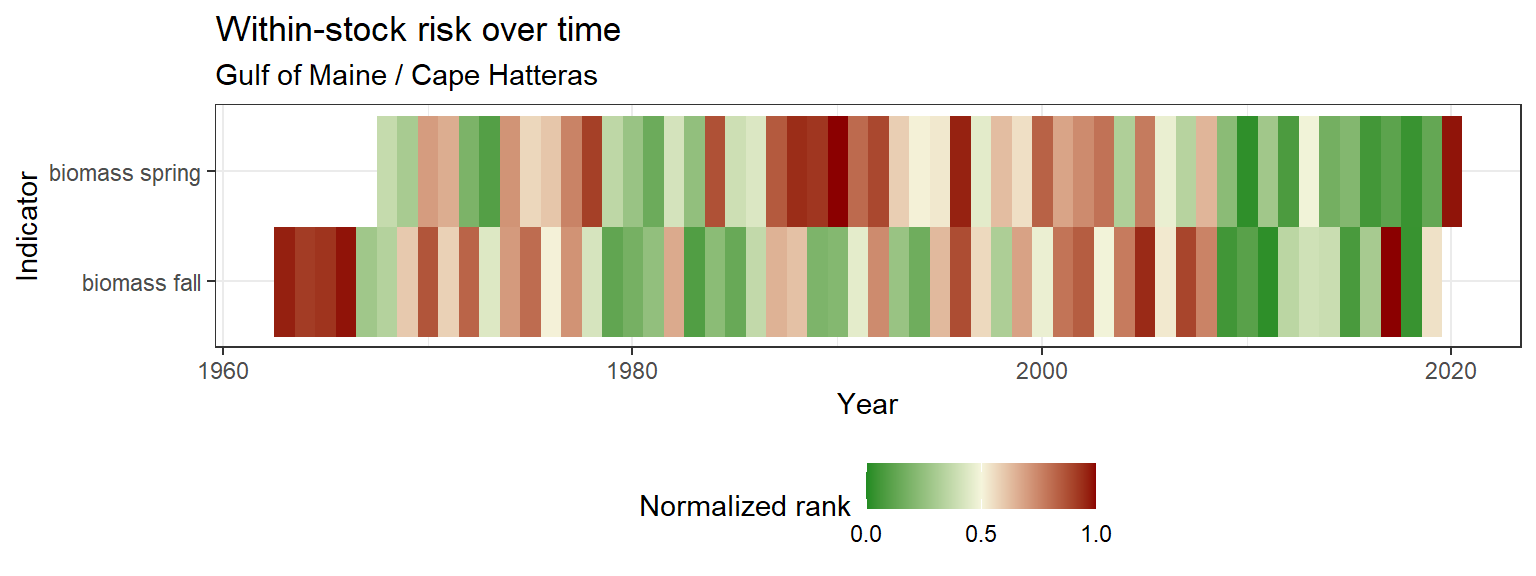 Within-stock risk over time
Gulf of Maine / Cape Hatteras
Indicator
biomass spring
biomass fall
1960 1980 2000 2020
Year
Normalized rank
0.0 0.5 1.0